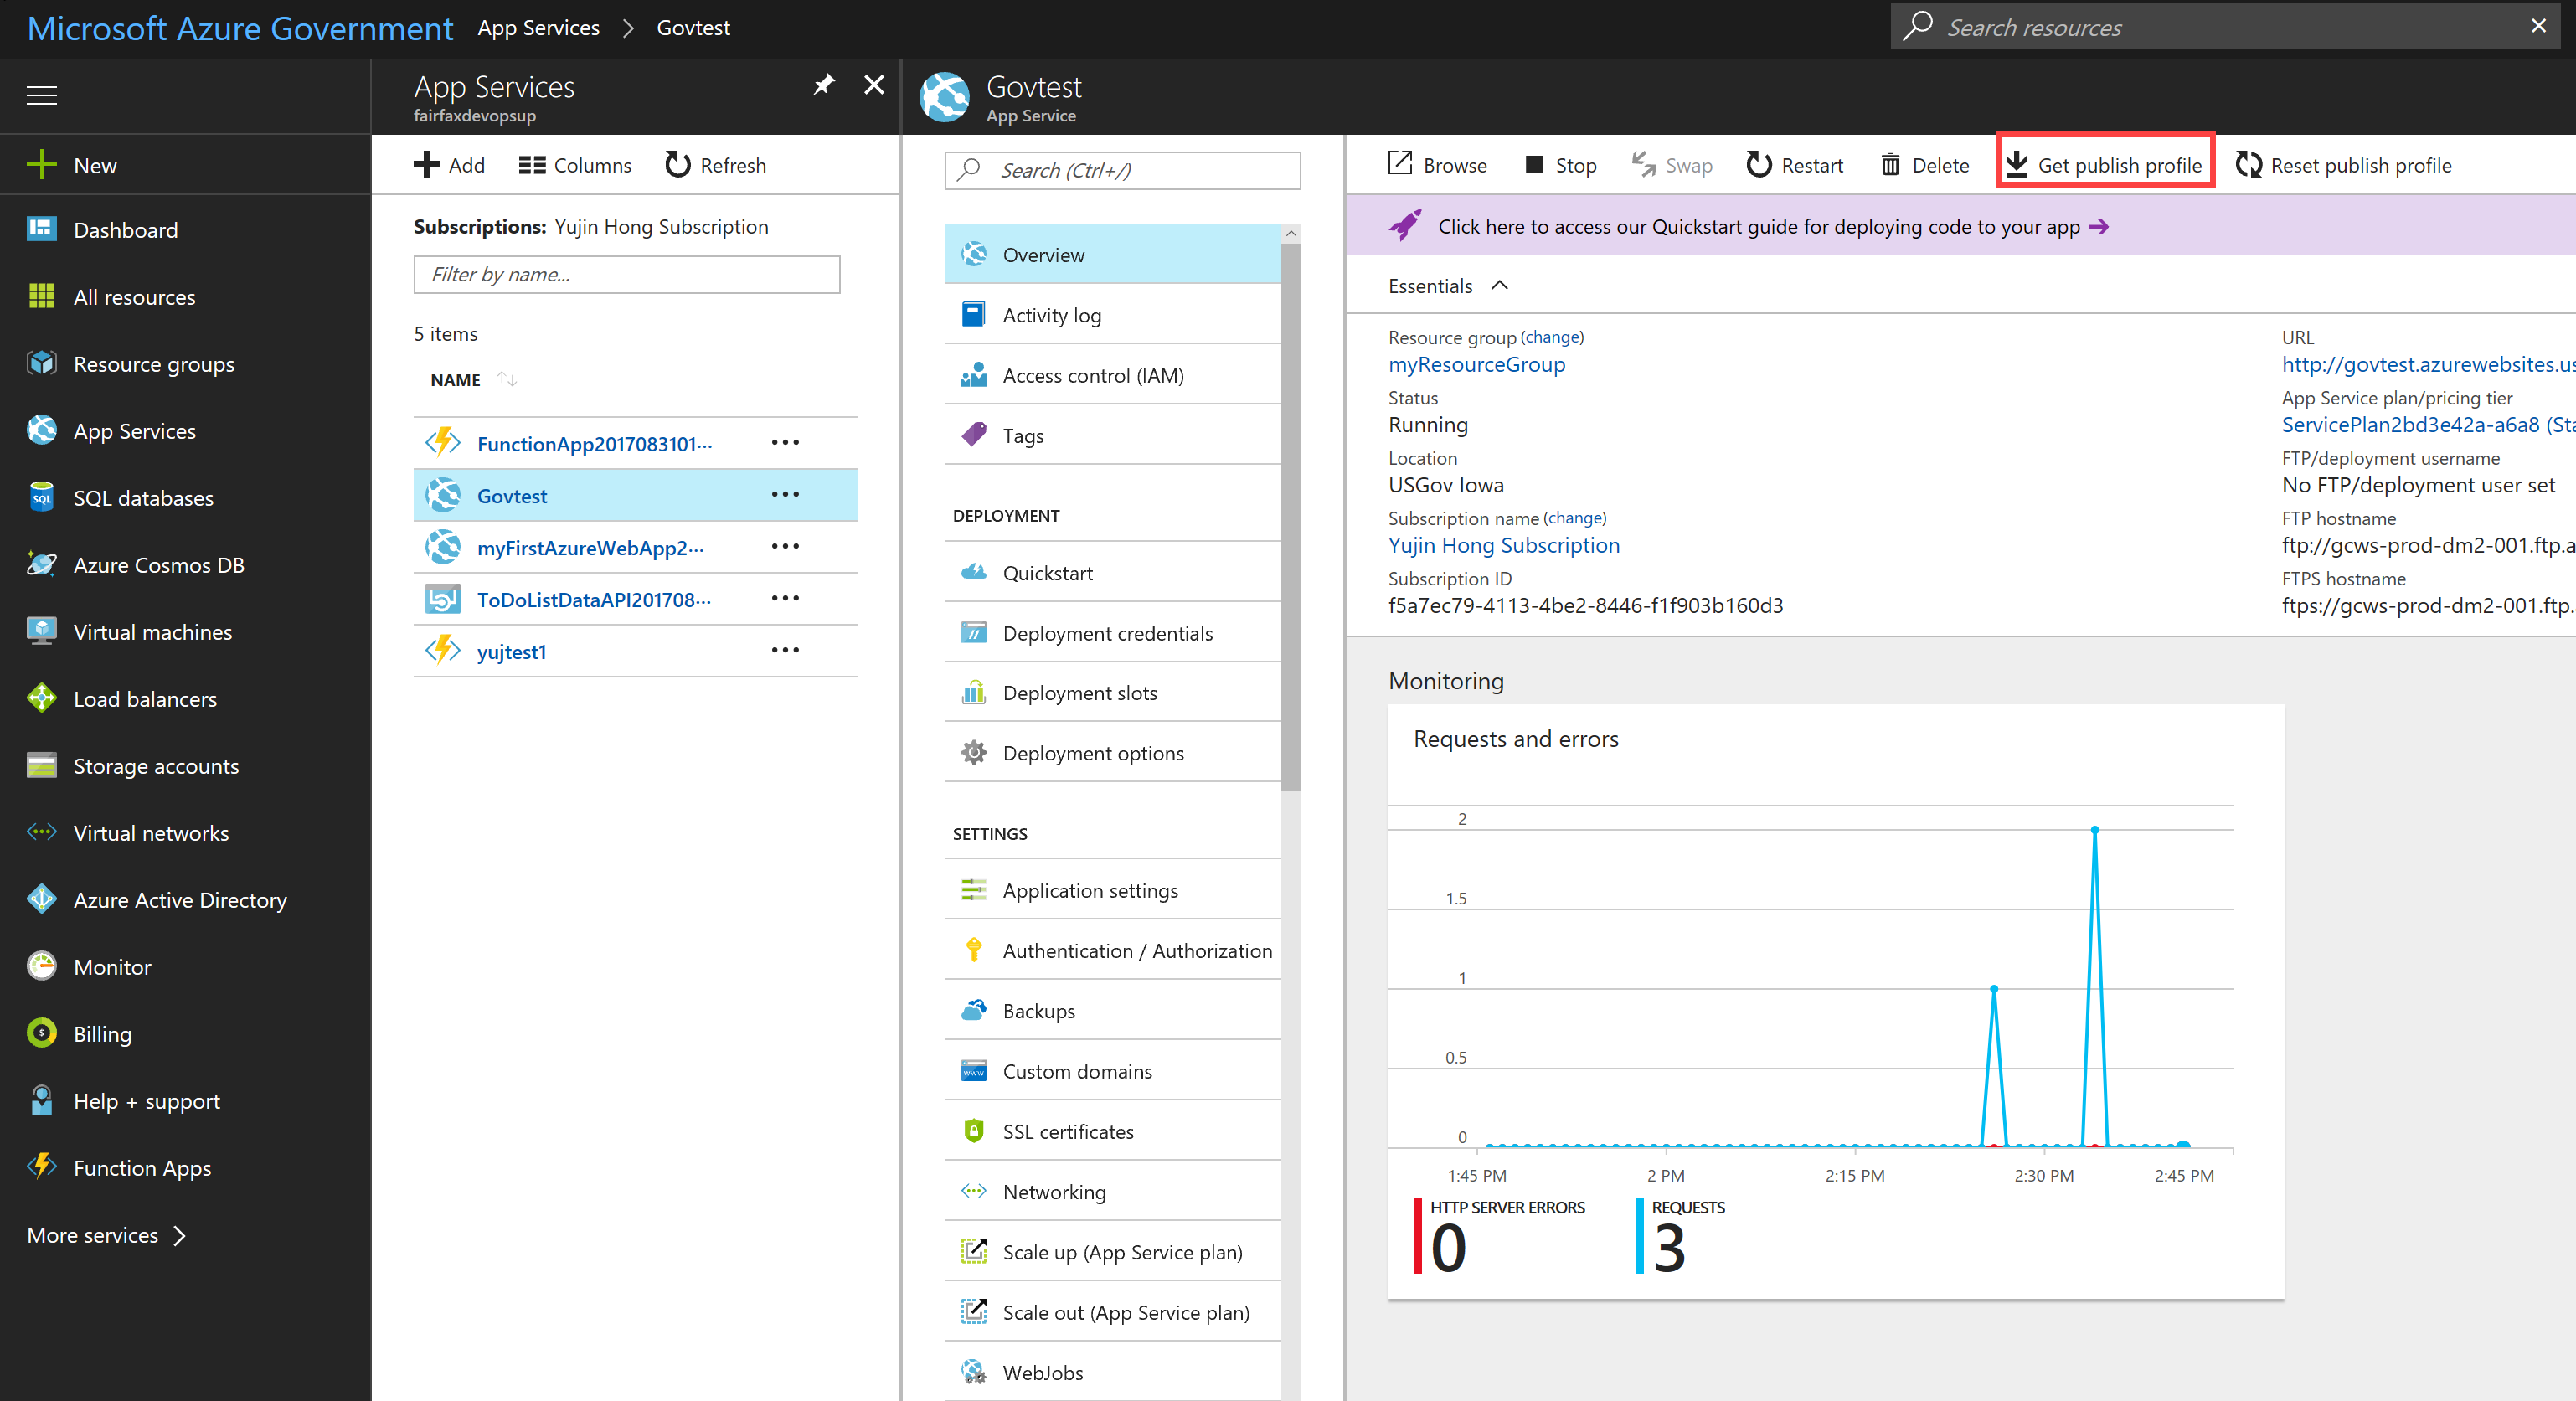 Microsoft Azure Government App Services Govtest
Search resources
New
Dashboard
All resources
Resource groups
App Services
SQL databases
Azure Cosmos DB
Virtual machines
Load balancers
Storage accounts
Virtual networks
Azure Active Directory
Monitor
Billing
Help + support
Function Apps
More services
App Services
fairfaxdevopsup
Add Columns Refresh
Subscriptions: Yujin Hong Subscription
Filter by name...
5 items
NAME
FunctionApp2017083101···
Govtest
myFirstAzureWebApp2···
ToDoListDataAPI201708···
yujtest1
Govtest
App Service
Search (Ctrl+/)
Overview
Activity log
Access control (IAM)
Tags
DEPLOYMENT
Quickstart
Deployment credentials
Deployment slots
Deployment options
SETTINGS
Application settings
Authentication / Authorization
Backups
Custom domains
SSL certificates
Networking
Scale up (App Service plan)
Scale out (App Service plan)
WebJobs
Browse Stop Swap Restart Delete Get publish profile Reset publish profile
Click here to access our Quickstart guide for deploying code to your app
Essentials
Resource group (change)
myResourceGroup
Status
Running
Location
USGov Iowa
Subscription name (change)
Yujin Hong Subscription
Subscription ID
f5a7ec79-4113-4be2-8446-f1f903b160d3
URL
http://govtest.azurewebsites.us
App Service plan/pricing tier
ServicePlan2bd3e42a-a6a8 (Sta
FTP/deployment username
No FTP/deployment user set
FTP hostname
ftp://gcws-prod-dm2-001.ftp.a
FTPS hostname
ftps://gcws-prod-dm2-001.ftp.
Monitoring
Requests and errors
2
1.5
1
0.5
0
1:45 PM 2 PM 2:15 PM 2:30 PM 2:45 PM
HTTP SERVER ERRORS
0
REQUESTS
3